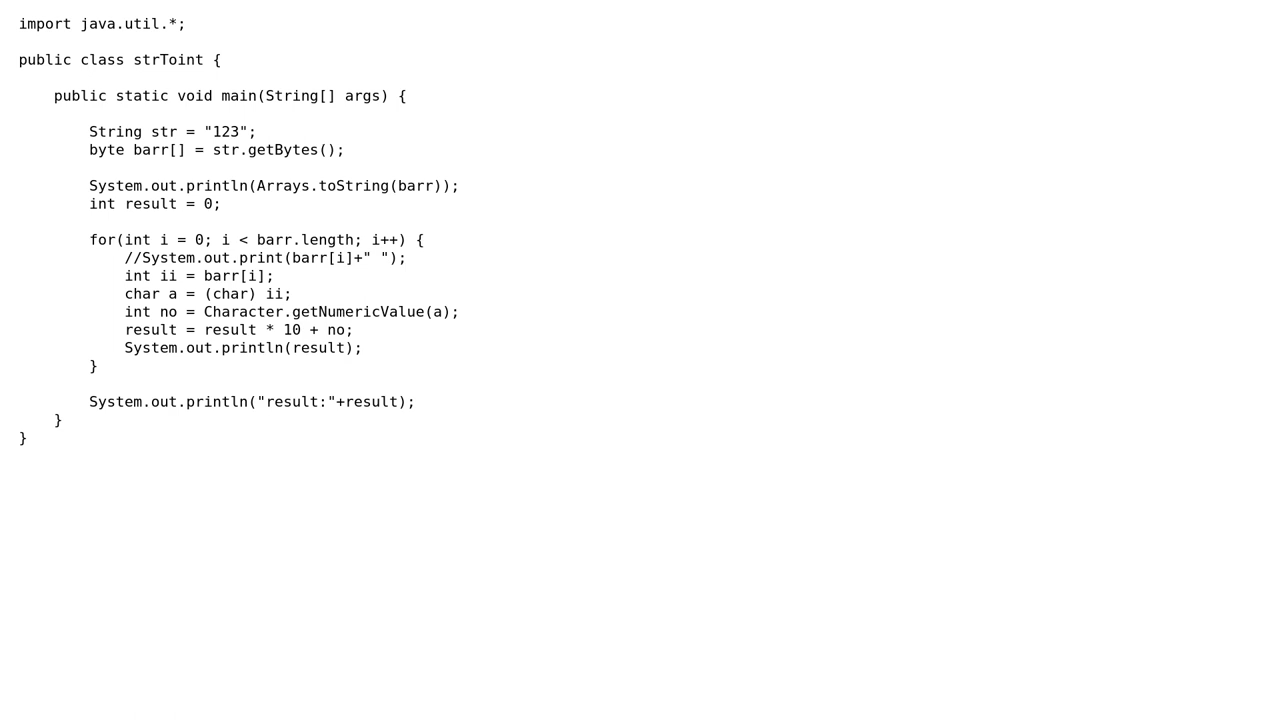 import java.util.*;
public class strToint {
    public static void main(String[] args) {
        String str = "123";
        byte barr[] = str.getBytes();
        System.out.println(Arrays.toString(barr));
        int result = 0;
        for(int i = 0; i < barr.length; i++) {
            //System.out.print(barr[i]+" ");
            int ii = barr[i];
            char a = (char) ii;
            int no = Character.getNumericValue(a);
            result = result * 10 + no;
            System.out.println(result);
        }
        System.out.println("result:"+result);
    }
}